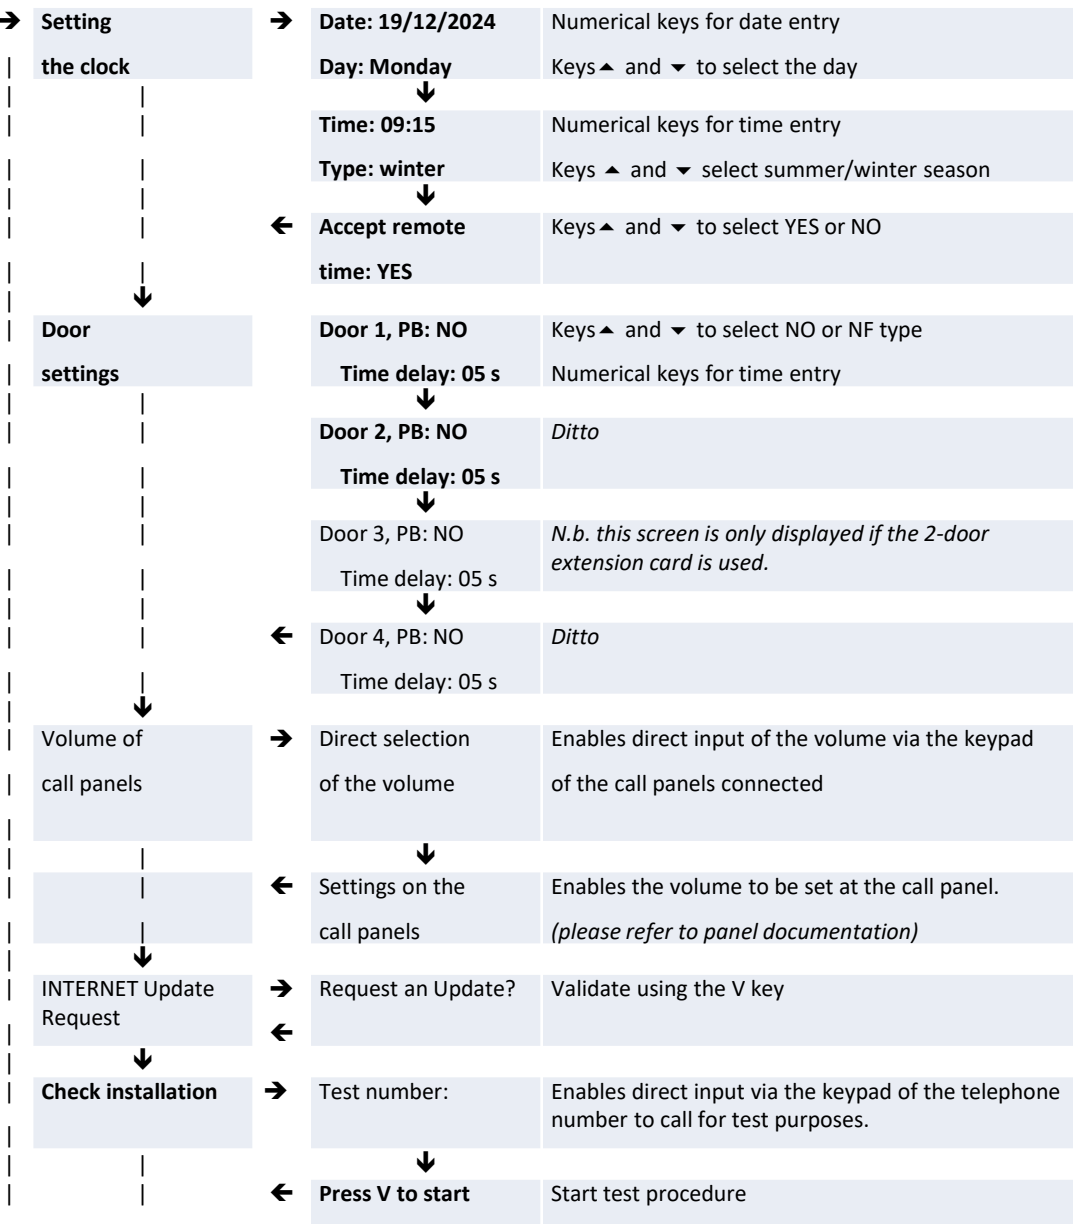 Setting
the clock
Date: 19/12/2024
Day: Monday
Numerical keys for date entry
Keys ▲ and ▼ to select the day
Time: 09:15
Type: winter
Numerical keys for time entry
Keys ▲ and ▼ select summer/winter season
Accept remote
time: YES
Keys ▲ and ▼ to select YES or NO
Door
settings
Door 1, PB: NO
Time delay: 05 s
Keys ▲ and ▼ to select NO or NF type
Numerical keys for time entry
Door 2, PB: NO
Time delay: 05 s
Ditto
Door 3, PB: NO
Time delay: 05 s
N.b. this screen is only displayed if the 2-door
extension card is used.
Door 4, PB: NO
Time delay: 05 s
Ditto
Volume of
call panels
Direct selection
of the volume
Enables direct input of the volume via the keypad
of the call panels connected
Settings on the
call panels
Enables the volume to be set at the call panel.
(please refer to panel documentation)
INTERNET Update
Request
Request an Update?
Validate using the V key
Check installation
Test number:
Enables direct input via the keypad of the telephone
number to call for test purposes.
Press V to start
Start test procedure